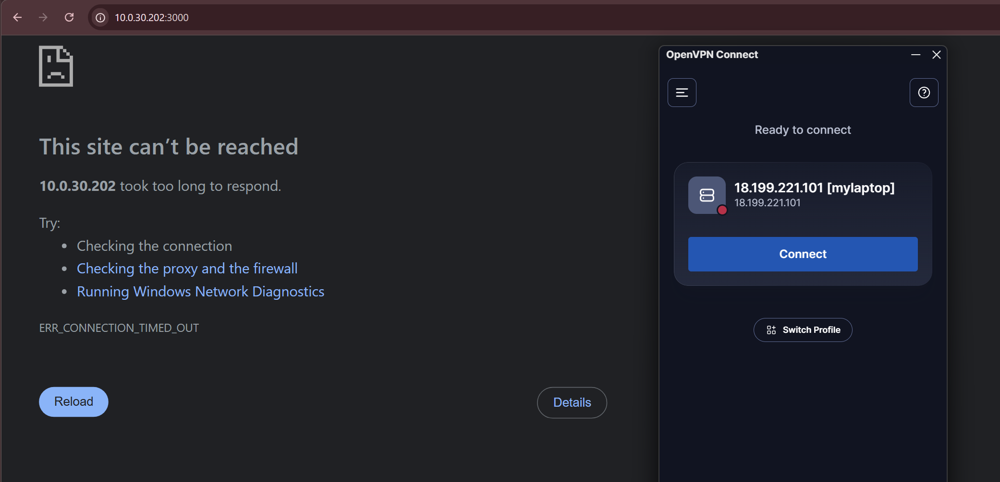 10.0.30.202:3000
This site can’t be reached
10.0.30.202 took too long to respond.
Try:
Checking the connection
Checking the proxy and the firewall
Running Windows Network Diagnostics
ERR_CONNECTION_TIMED_OUT
Reload
Details
OpenVPN Connect
Ready to connect
18.199.221.101 [mylaptop]
18.199.221.101
Connect
Switch Profile